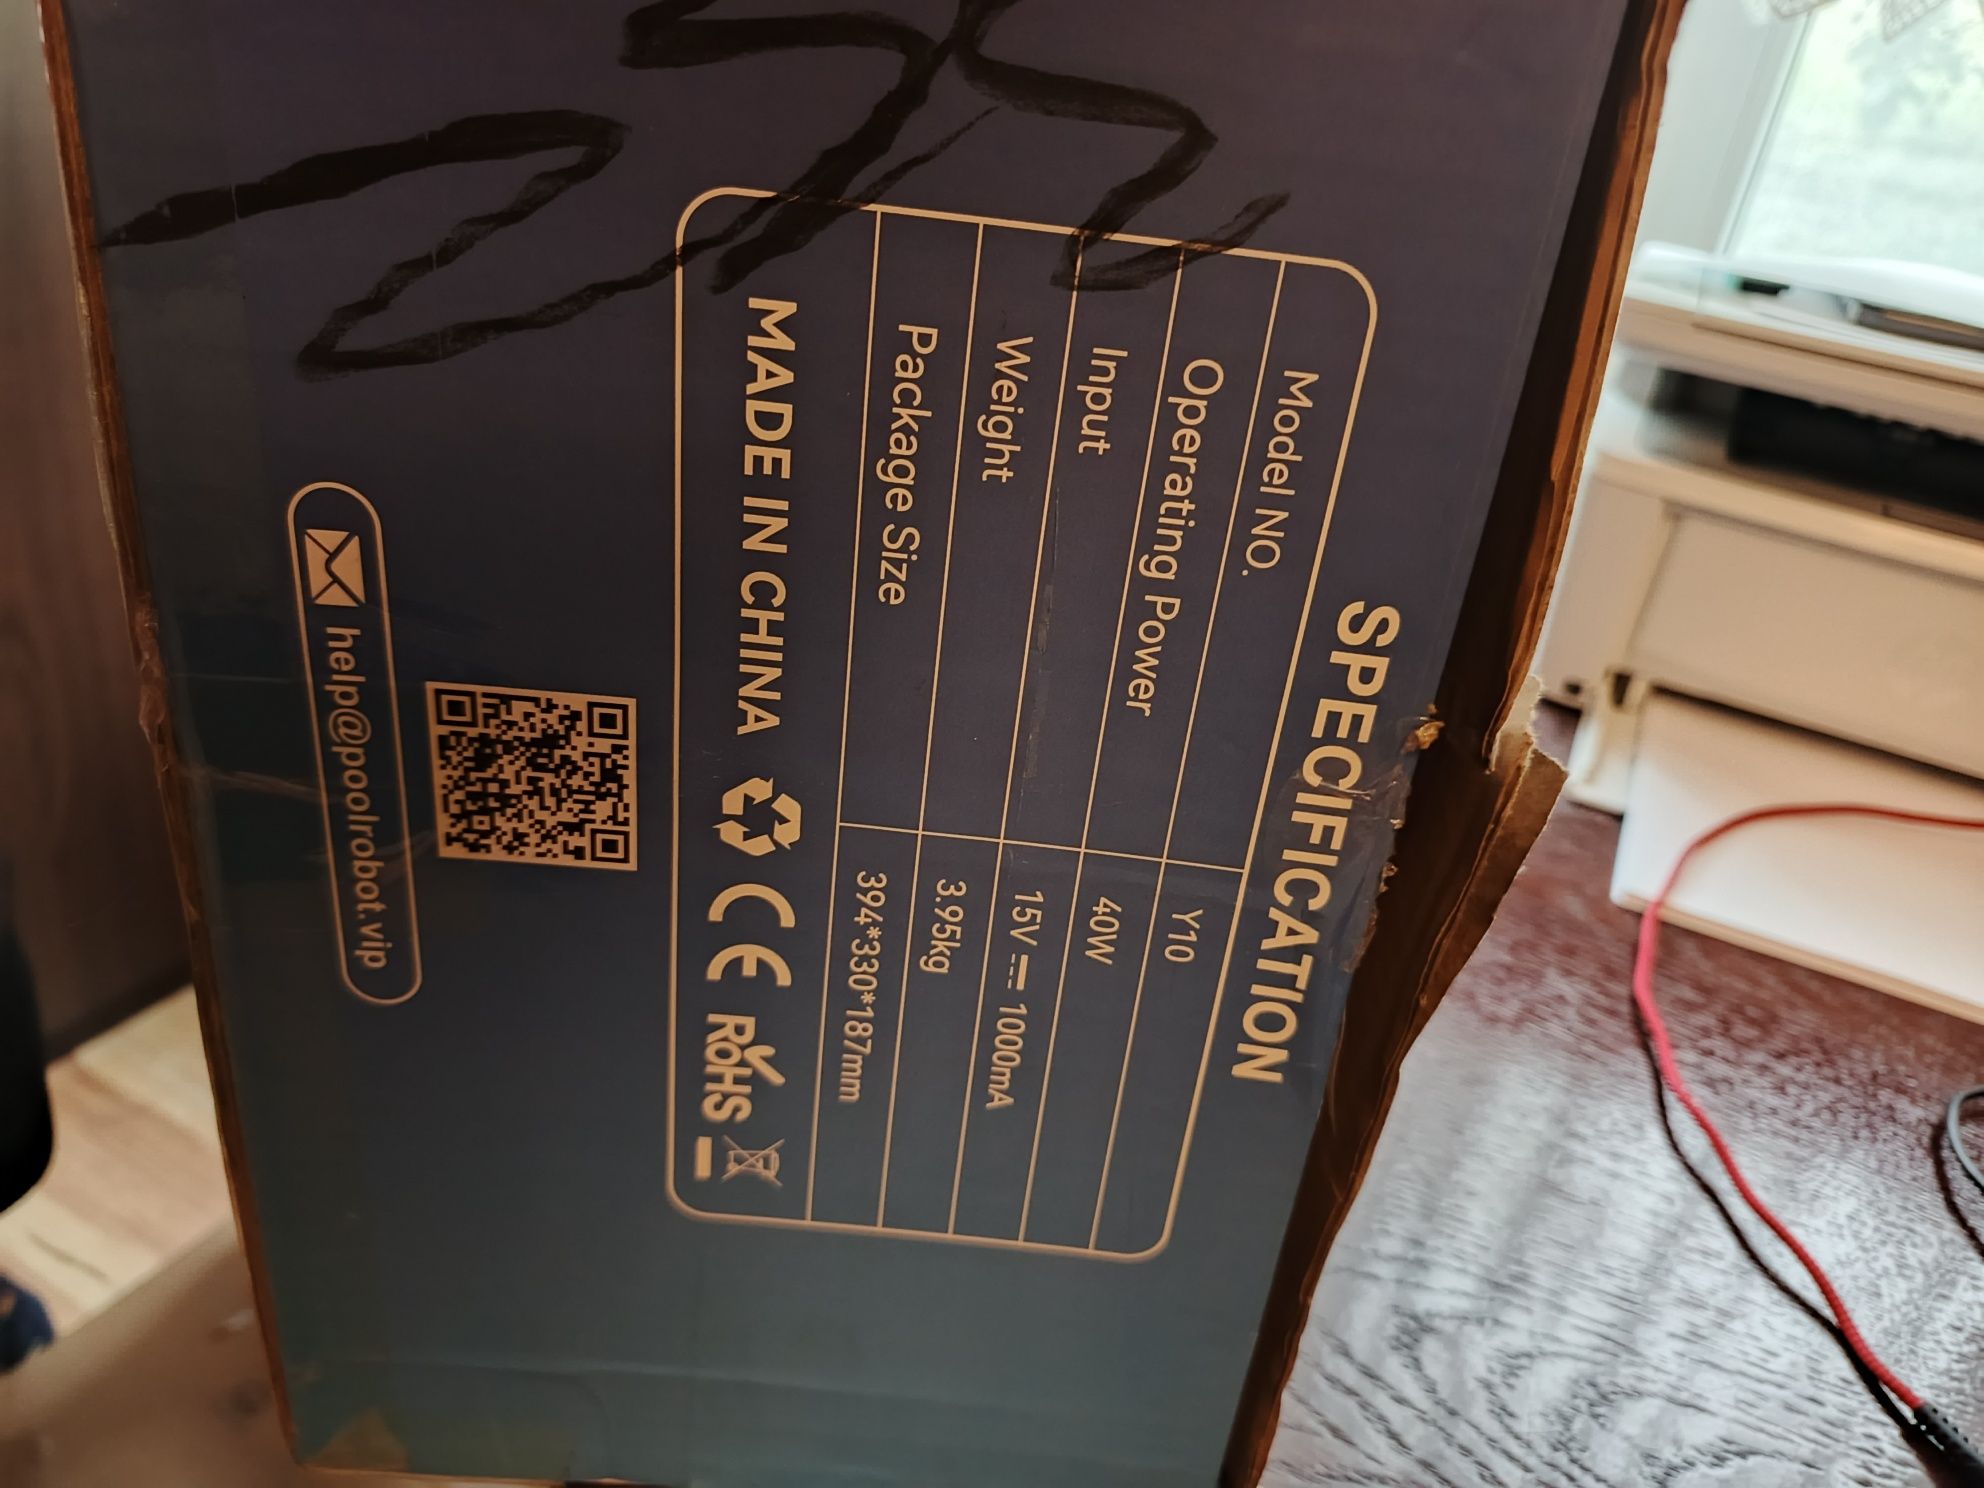 SPECIFICATION
Model NO. Y10
Operating Power 40W
Input 15V ⎓ 1000mA
Weight 3.95kg
Package Size 394*330*187mm
MADE IN CHINA CE RoHS
help@poolrobot.vip